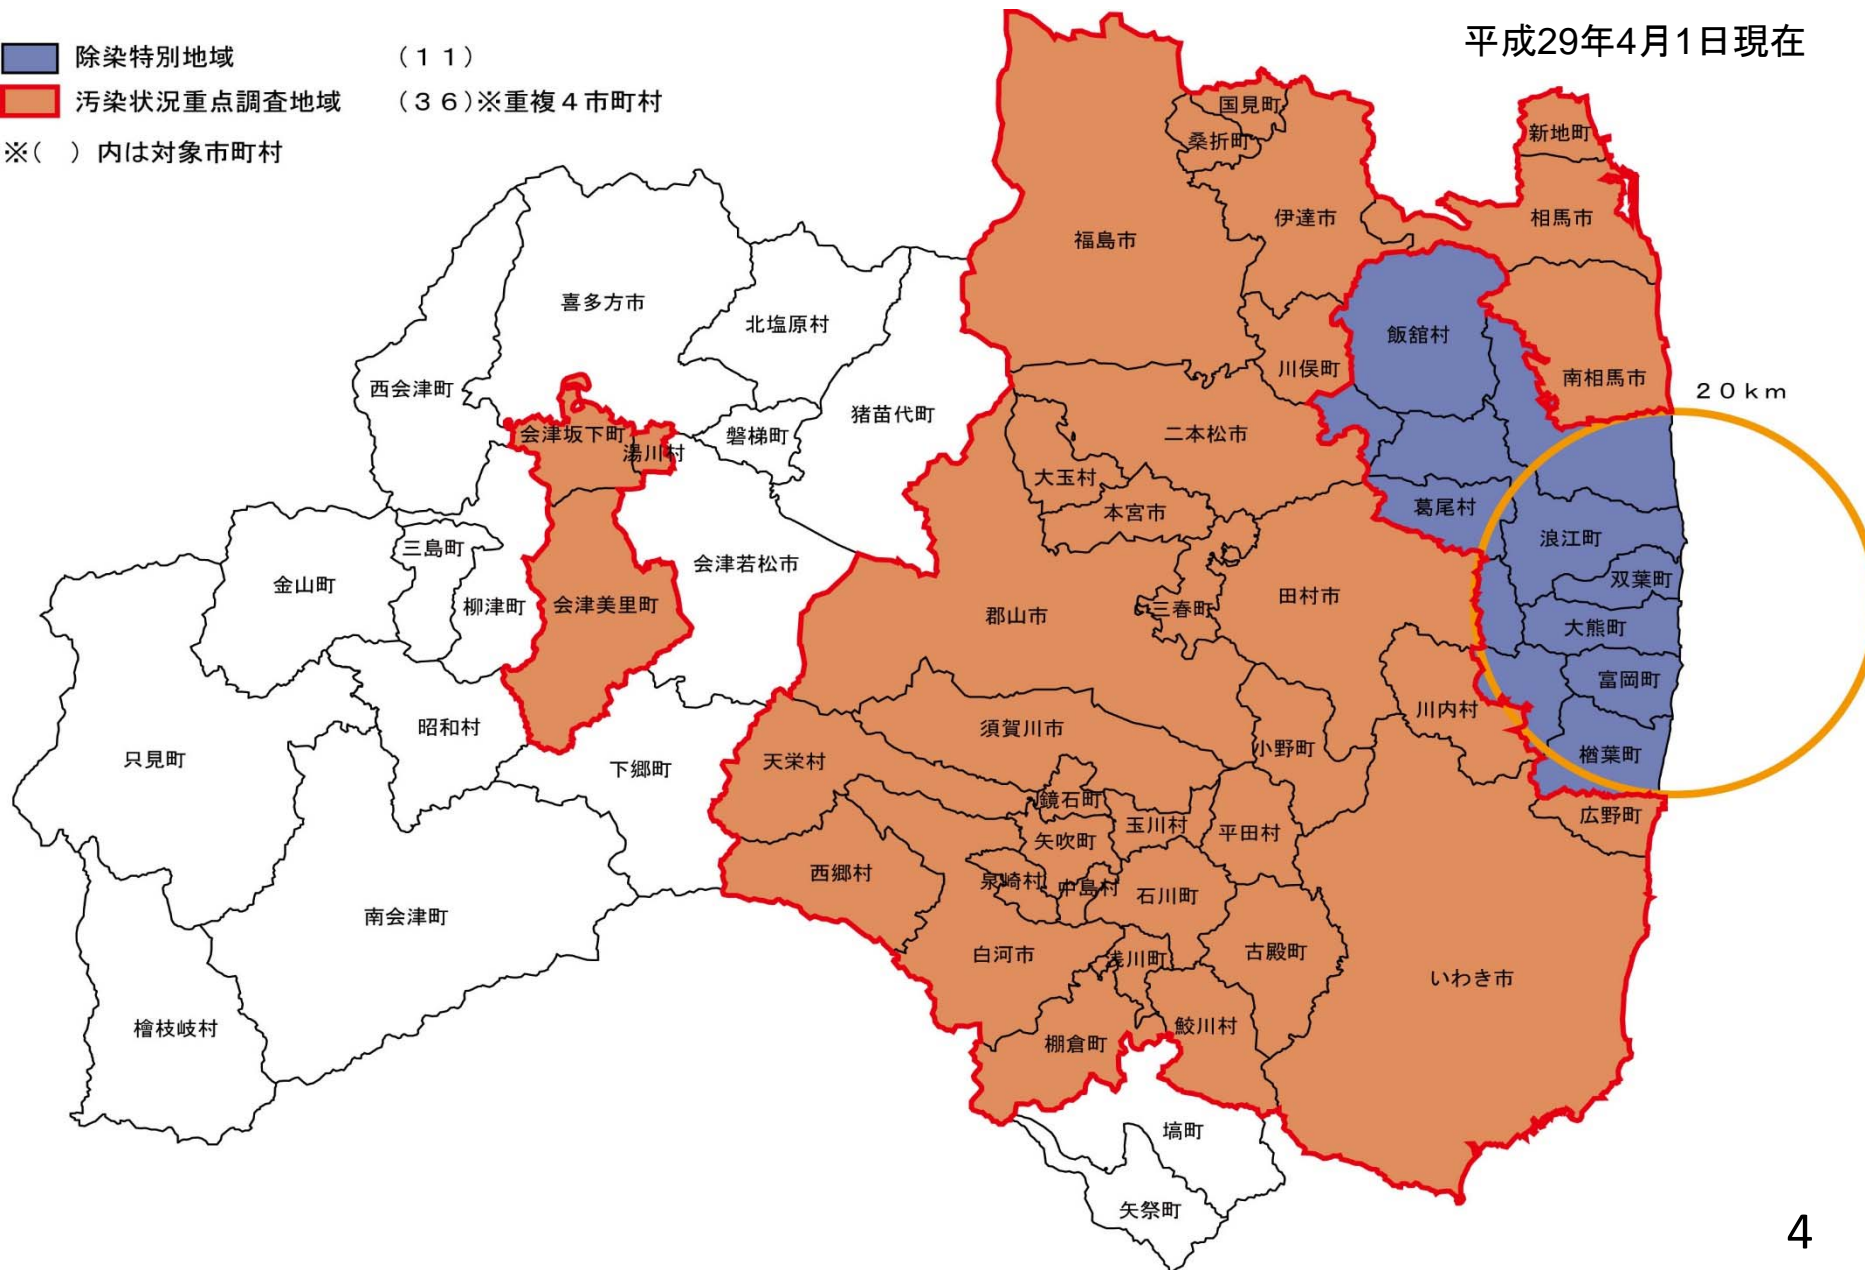 平成29年4月1日現在
除染特別地域 （１１）
汚染状況重点調査地域 （３６）※重複４市町村
※（ ）内は対象市町村
国見町
桑折町
新地町
伊達市
相馬市
福島市
喜多方市
北塩原村
飯舘村
川俣町
南相馬市
２０ｋｍ
西会津町
猪苗代町
会津坂下町
磐梯町
二本松市
湯川村
大玉村
葛尾村
本宮市
浪江町
三島町
会津若松市
双葉町
金山町
田村市
柳津町
会津美里町
三春町
郡山市
大熊町
富岡町
川内村
昭和村
須賀川市
小野町
楢葉町
只見町
天栄村
下郷町
鏡石町
広野町
玉川村
平田村
矢吹町
西郷村
泉崎村
中島村
石川町
南会津町
古殿町
白河市
浅川町
いわき市
檜枝岐村
鮫川村
棚倉町
塙町
矢祭町
4